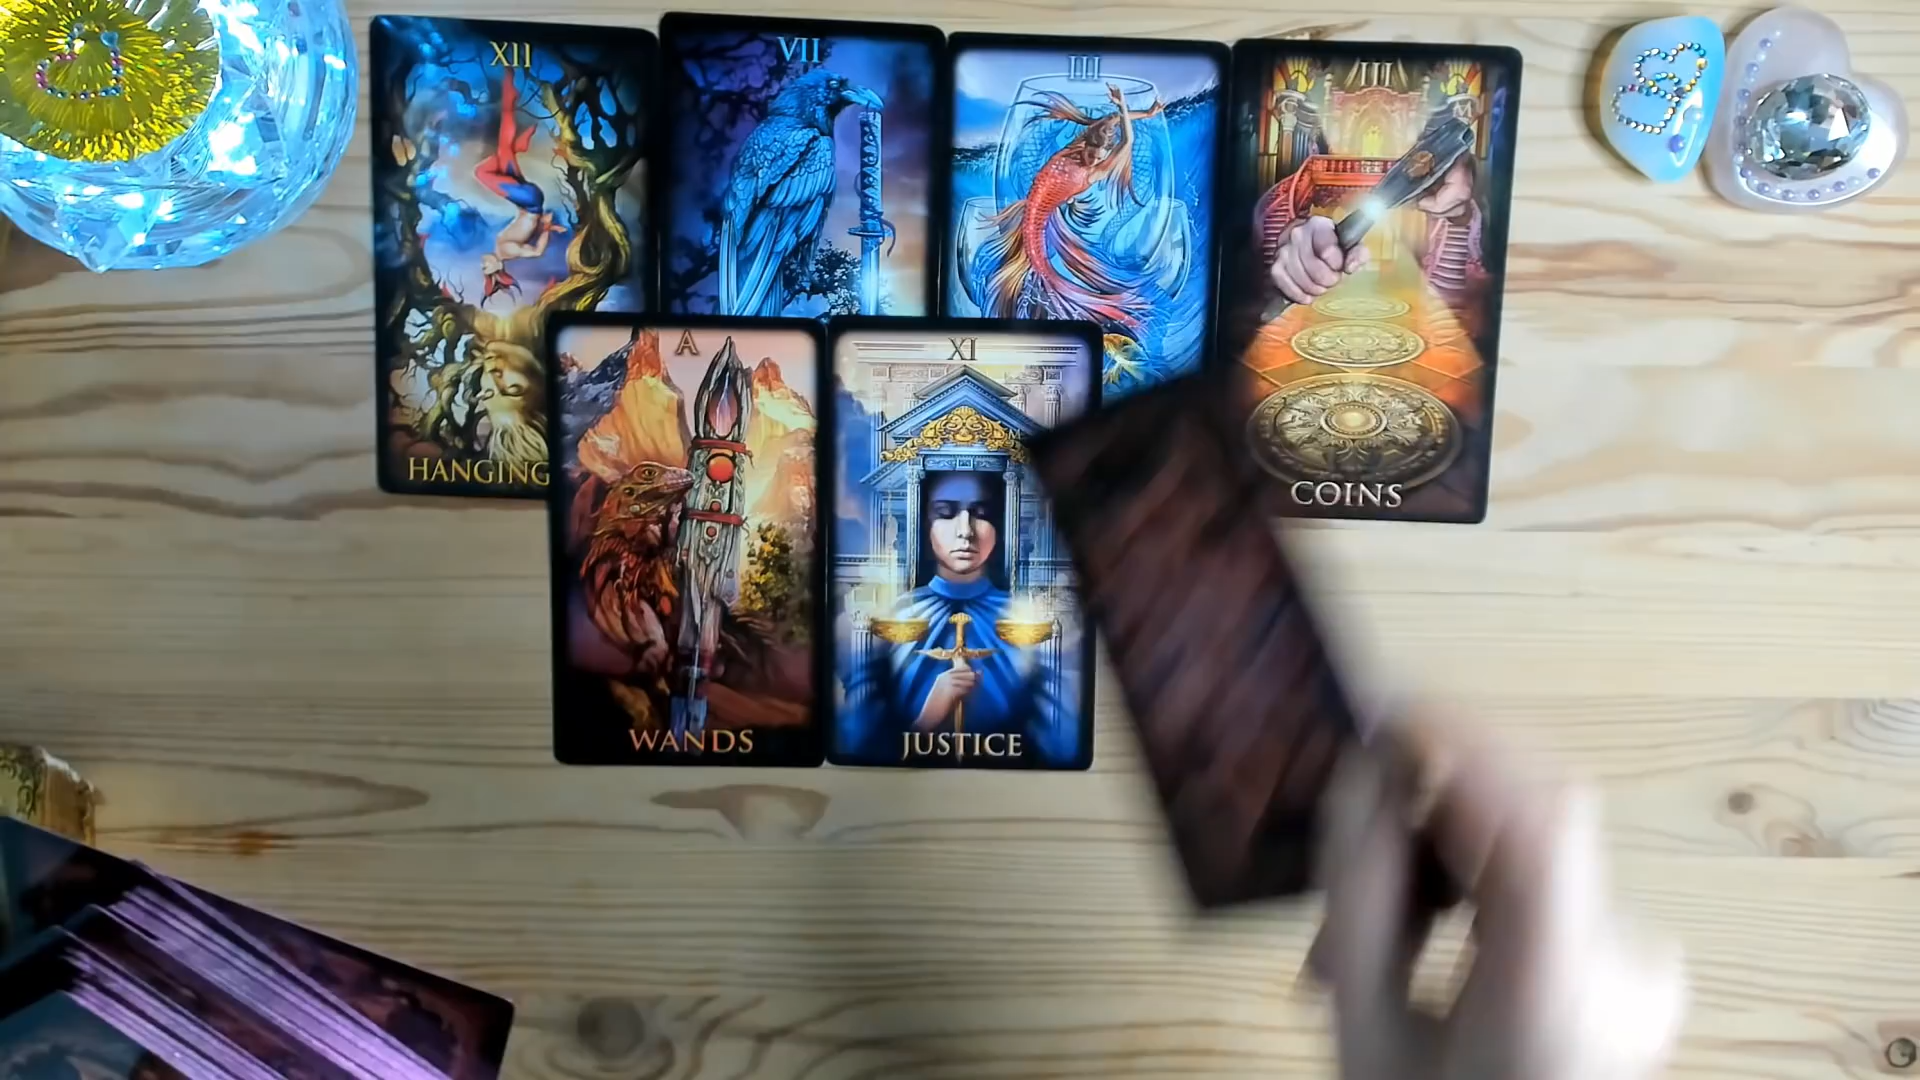 XII
VII
III
III
HANGING
COINS
A
XI
WANDS
JUSTICE